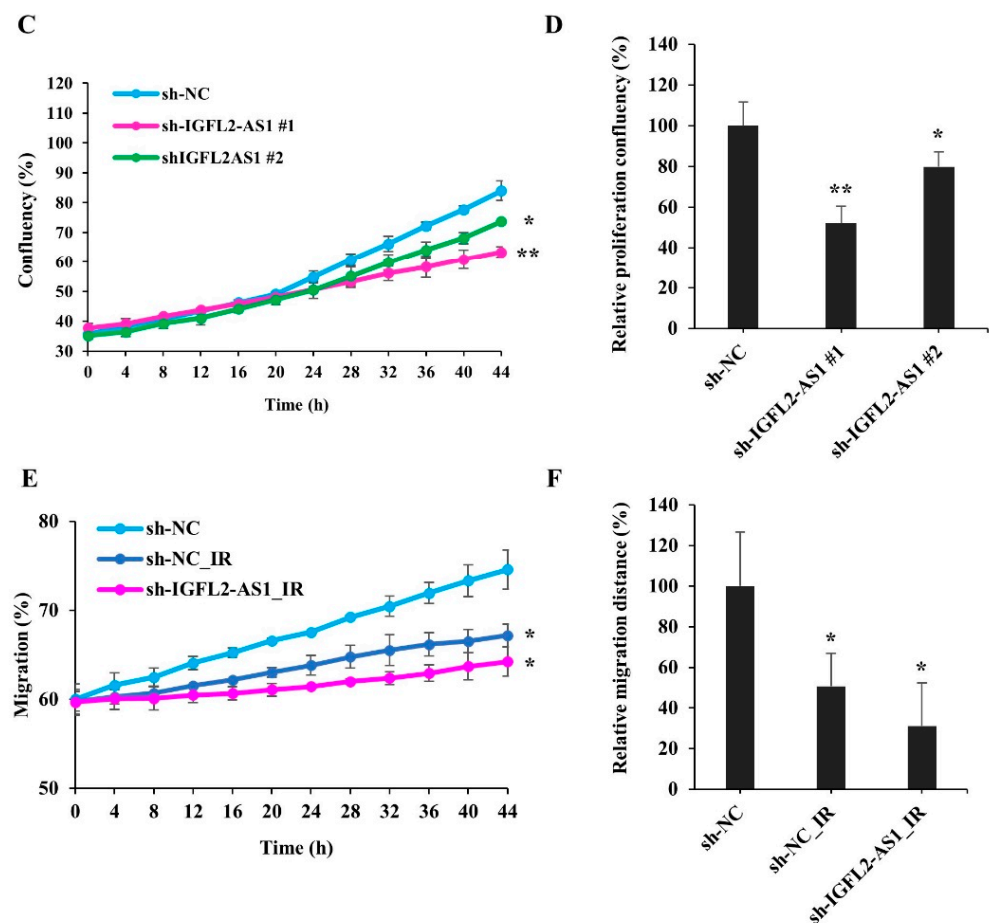 C
Confluency (%)
120
110
100
90
80
70
60
50
40
30
sh-NC
sh-IGFL2-AS1 #1
shIGFL2AS1 #2
*
**
0 4 8 12 16 20 24 28 32 36 40 44
Time (h)
D
Relative proliferation confluency (%)
140
120
100
80
60
40
20
0
**
*
sh-NC
sh-IGFL2-AS1 #1
sh-IGFL2-AS1 #2
E
Migration (%)
80
70
60
50
sh-NC
sh-NC_IR
sh-IGFL2-AS1_IR
*
*
0 4 8 12 16 20 24 28 32 36 40 44
Time (h)
F
Relative migration distance (%)
140
120
100
80
60
40
20
0
*
*
sh-NC
sh-NC_IR
sh-IGFL2-AS1_IR